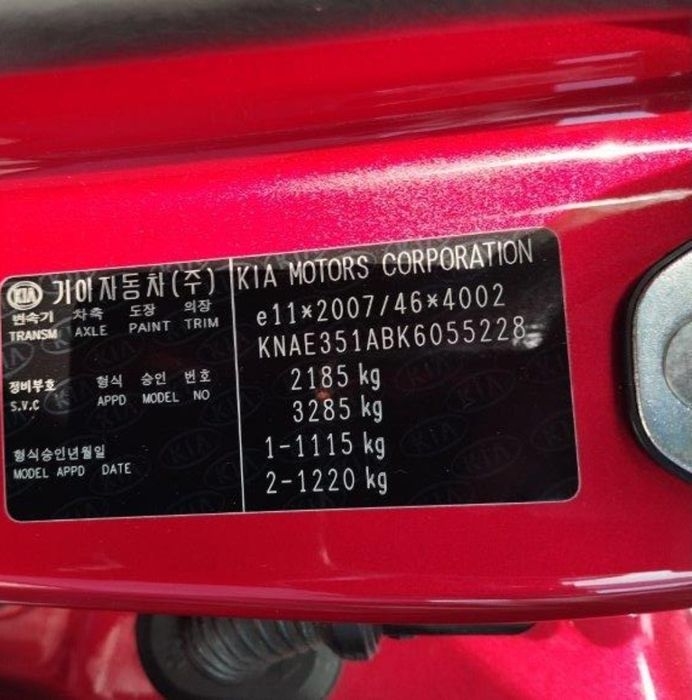 KIA 기아자동차(주)
변속기 차축 도장 의장
TRANSM AXLE PAINT TRIM
정비부호 형식 승인 번호
S.V.C APPD MODEL NO
형식승인년월일
MODEL APPD DATE
KIA MOTORS CORPORATION
e11*2007/46*4002
KNAE351ABK6055228
2185 kg
3285 kg
1-1115 kg
2-1220 kg